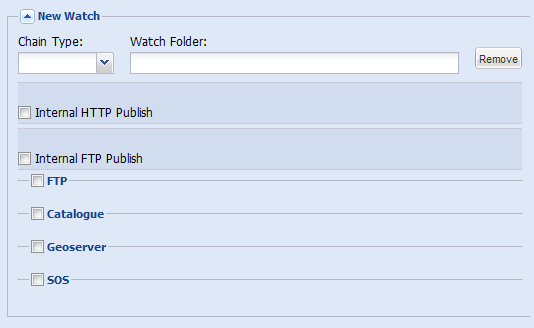 New Watch
Chain Type: Watch Folder:
Remove
Internal HTTP Publish
Internal FTP Publish
FTP
Catalogue
Geoserver
SOS